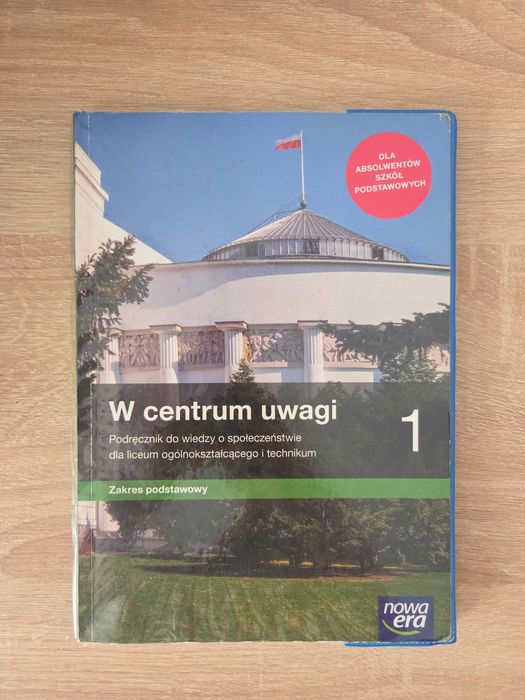 DLA
ABSOLWENTÓW
SZKÓŁ
PODSTAWOWYCH
W centrum uwagi
1
Podręcznik do wiedzy o społeczeństwie
dla liceum ogólnokształcącego i technikum
Zakres podstawowy
nowa
era